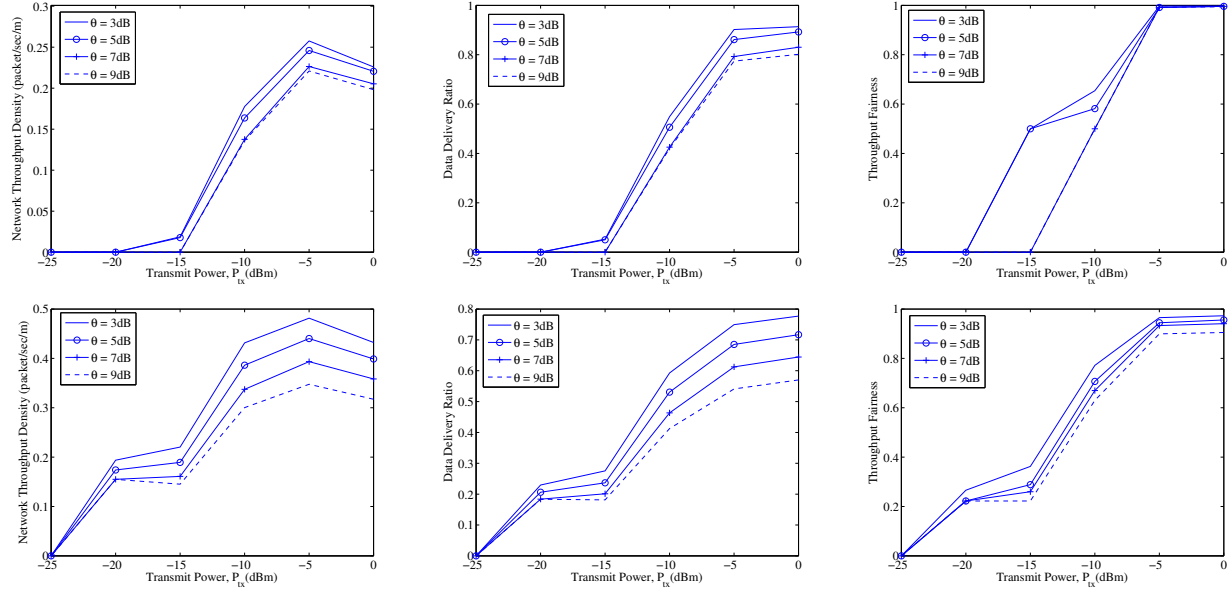 Network Throughput Density (packet/sec/m)
0.3
0.25
0.2
0.15
0.1
0.05
0
θ = 3dB
θ = 5dB
θ = 7dB
θ = 9dB
−25 −20 −15 −10 −5 0
Transmit Power, P_tx(dBm)
Data Delivery Ratio
1
0.8
0.6
0.4
0.2
0
θ = 3dB
θ = 5dB
θ = 7dB
θ = 9dB
−25 −20 −15 −10 −5 0
Transmit Power, P_tx(dBm)
Throughput Fairness
1
0.8
0.6
0.4
0.2
0
θ = 3dB
θ = 5dB
θ = 7dB
θ = 9dB
−25 −20 −15 −10 −5 0
Transmit Power, P_tx(dBm)
Network Throughput Density (packet/sec/m)
0.5
0.4
0.3
0.2
0.1
0
θ = 3dB
θ = 5dB
θ = 7dB
θ = 9dB
−25 −20 −15 −10 −5 0
Transmit Power, P_tx(dBm)
Data Delivery Ratio
0.8
0.7
0.6
0.5
0.4
0.3
0.2
0.1
0
θ = 3dB
θ = 5dB
θ = 7dB
θ = 9dB
−25 −20 −15 −10 −5 0
Transmit Power, P_tx(dBm)
Throughput Fairness
1
0.8
0.6
0.4
0.2
0
θ = 3dB
θ = 5dB
θ = 7dB
θ = 9dB
−25 −20 −15 −10 −5 0
Transmit Power, P_tx(dBm)